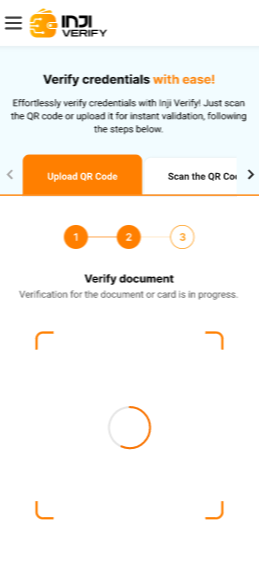 INJI
VERIFY
Verify credentials with ease!
Effortlessly verify credentials with Inji Verify! Just scan
the QR code or upload it for instant validation, following
the steps below.
Upload QR Code
Scan the QR Co
1
2
3
Verify document
Verification for the document or card is in progress.